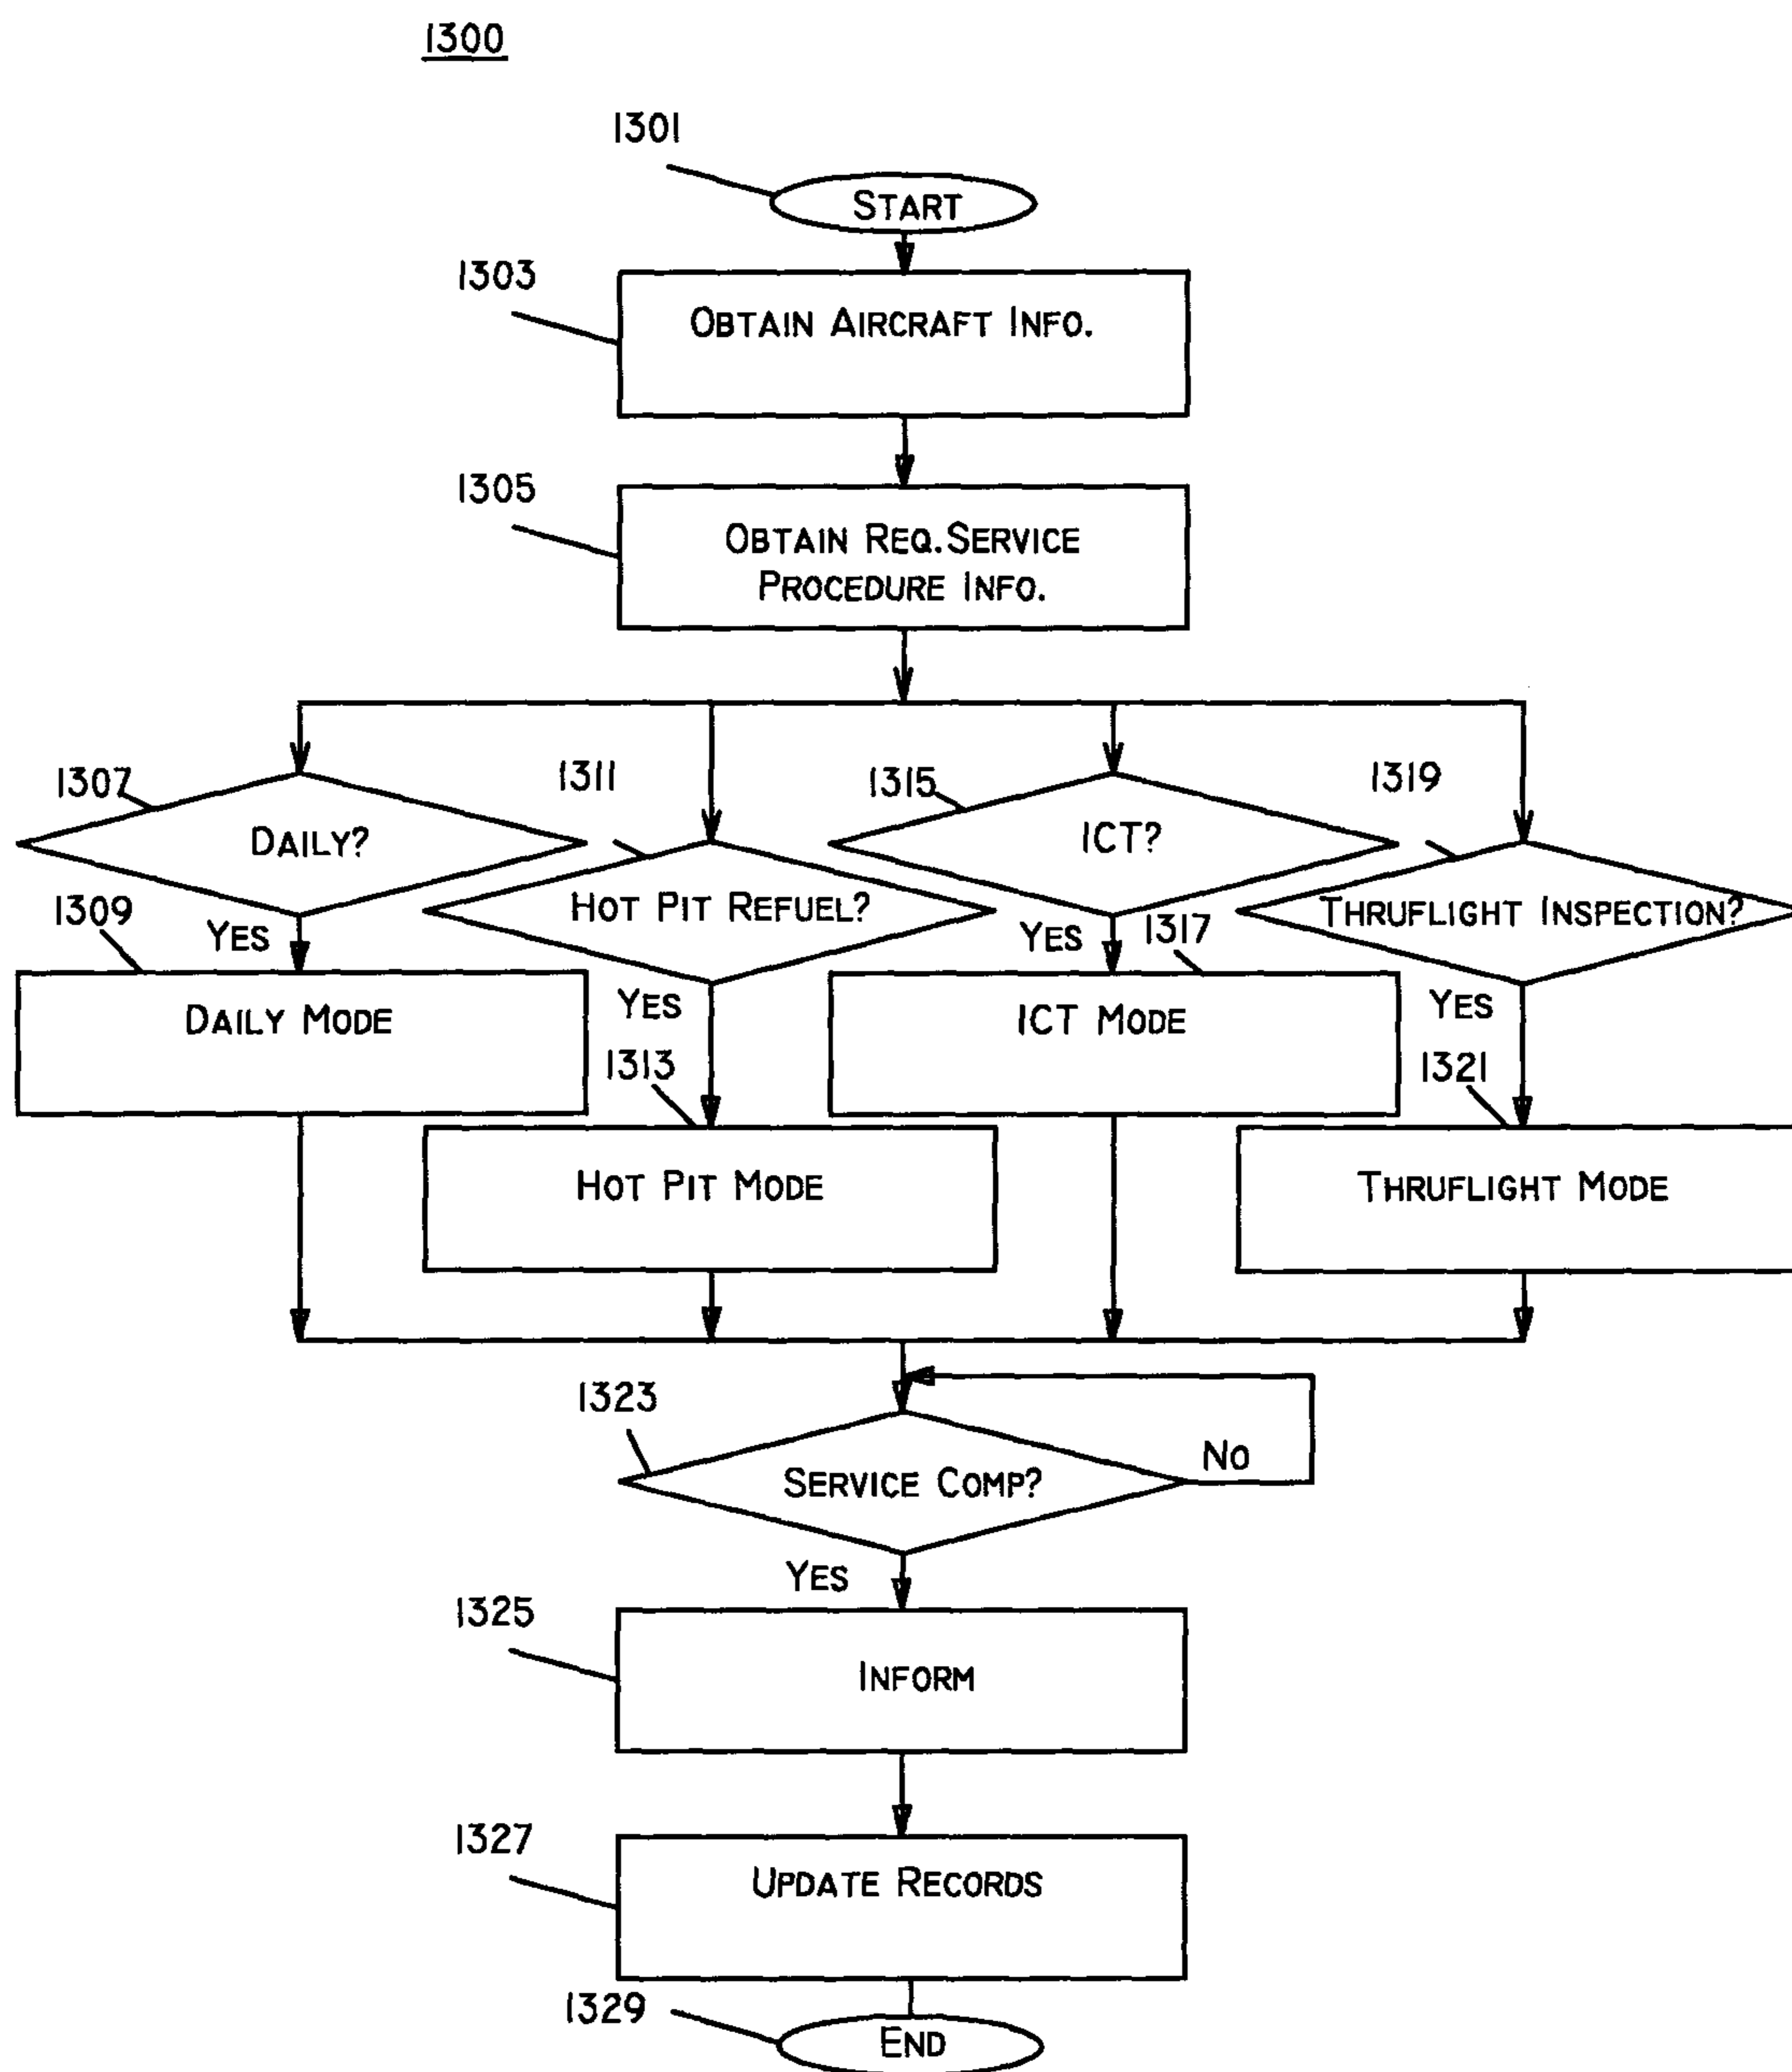 1300
1301
START
1303
OBTAIN AIRCRAFT INFO.
1305
OBTAIN REQ. SERVICE
PROCEDURE INFO.
1307
DAILY?
1311
HOT PIT REFUEL?
1315
ICT?
1319
THRUFLIGHT INSPECTION?
1309
YES
DAILY MODE
YES
1313
HOT PIT MODE
YES
1317
ICT MODE
YES
1321
THRUFLIGHT MODE
1323
SERVICE COMP?
NO
YES
1325
INFORM
1327
UPDATE RECORDS
1329
END